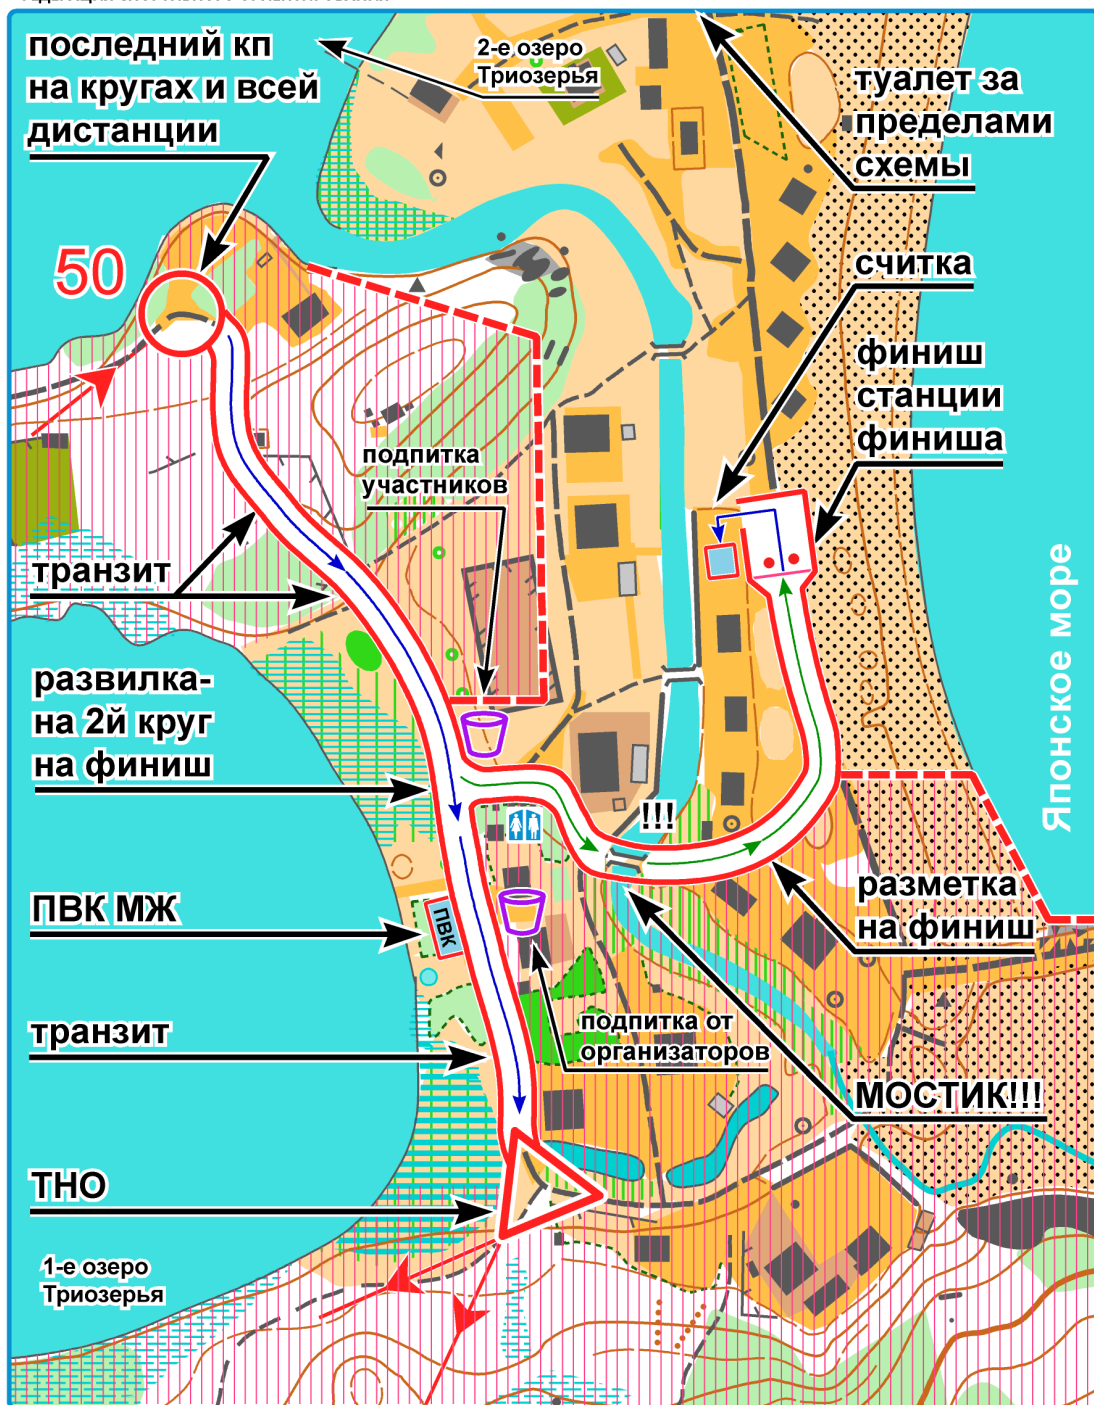 последний кп
на кругах и всей
дистанции
2-е озеро
Триозерья
туалет за
пределами
схемы
50
считка
финиш
станции
финиша
подпитка
участников
транзит
Японское море
развилка-
на 2й круг
на финиш
!!!
разметка
на финиш
ПВК МЖ
ПВК
транзит
подпитка от
организаторов
МОСТИК!!!
ТНО
1-е озеро
Триозерья